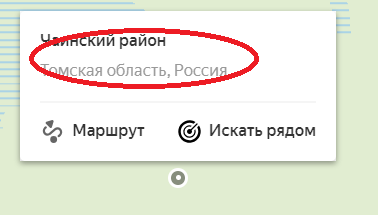 Чаинский район
Томская область, Россия
Маршрут
Искать рядом